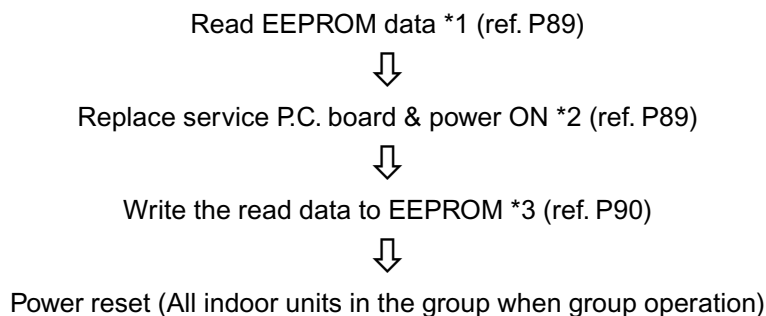 Read EEPROM data *1 (ref. P89)
Replace service P.C. board & power ON *2 (ref. P89)
Write the read data to EEPROM *3 (ref. P90)
Power reset (All indoor units in the group when group operation)